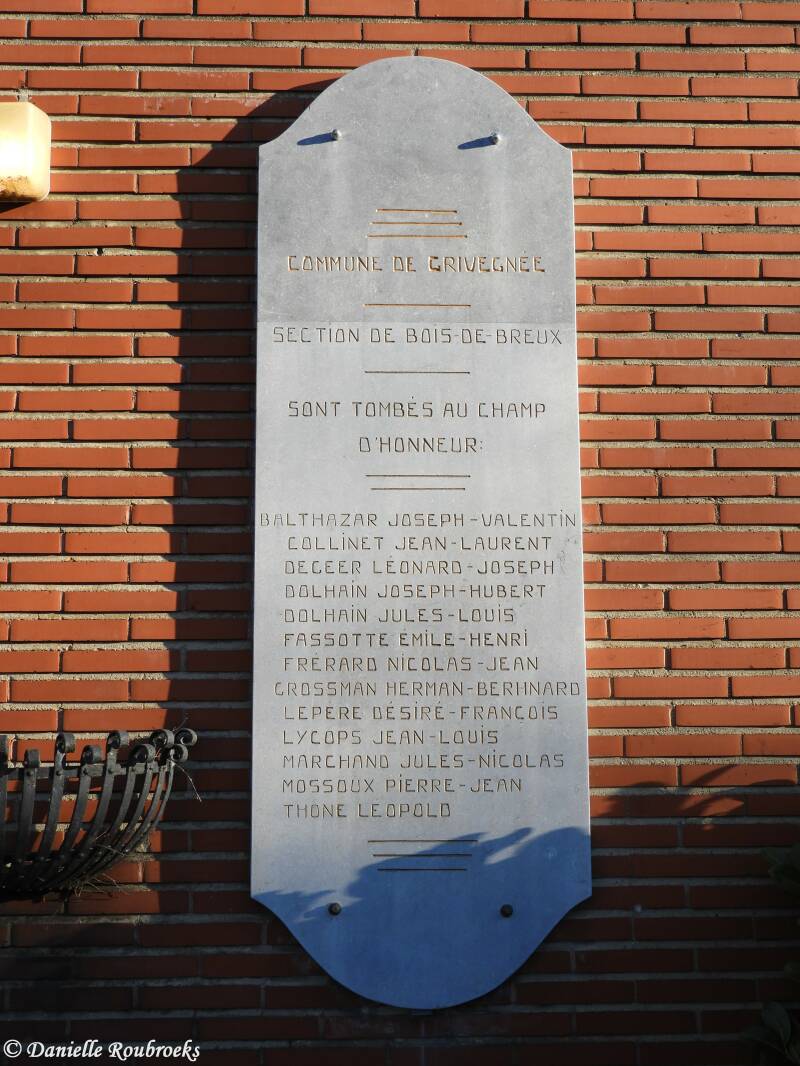 COMMUNE DE GRIVEGNÉE
SECTION DE BOIS-DE-BREUX
SONT TOMBÉS AU CHAMP
D'HONNEUR:
BALTHAZAR JOSEPH-VALENTIN
COLLINET JEAN-LAURENT
DEGEER LÉONARD-JOSEPH
DOLHAIN JOSEPH-HUBERT
DOLHAIN JULES-LOUIS
FASSOTTE EMILE-HENRI
FRÉRARD NICOLAS-JEAN
GROSSMAN HERMAN-BERHNARD
LEPÈRE DÉSIRÉ-FRANÇOIS
LYCOPS JEAN-LOUIS
MARCHAND JULES-NICOLAS
MOSSOUX PIERRE-JEAN
THONE LEOPOLD
© Danielle Roubroeks